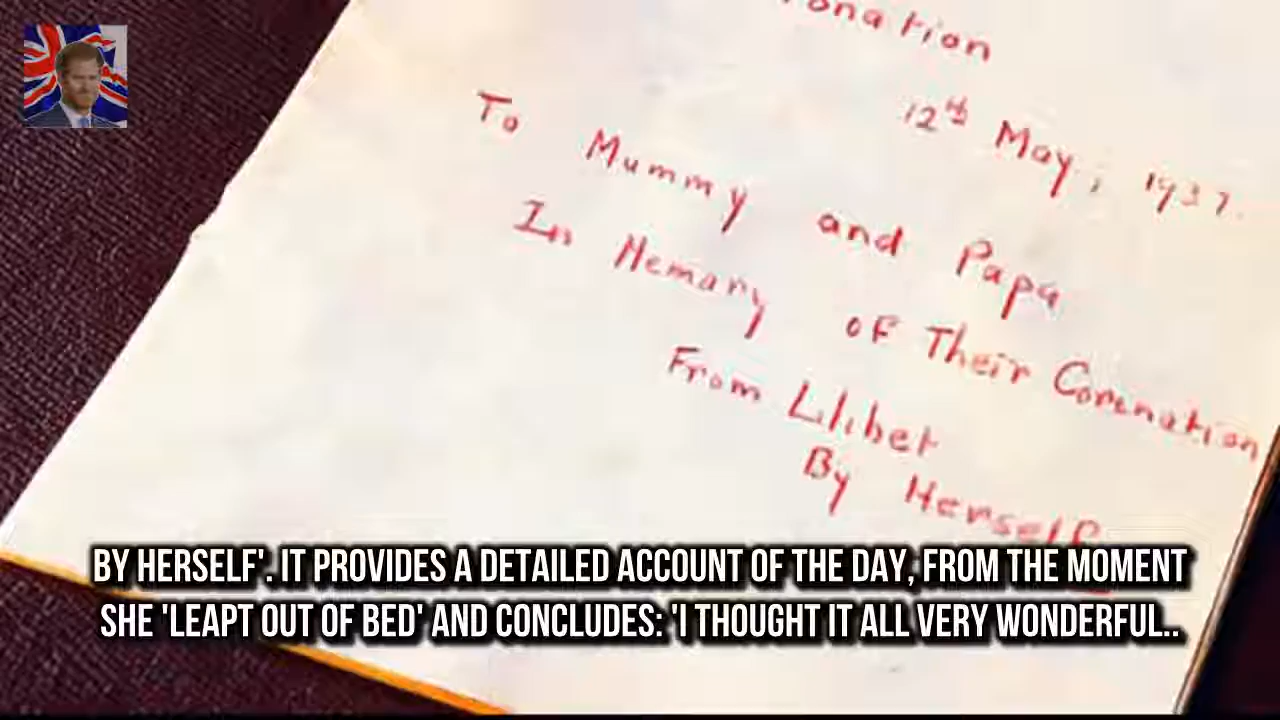 onation
12th May, 1937.
To Mummy and Papa
In Memory of Their Coronation
From Lilibet
By Herself
BY HERSELF'. IT PROVIDES A DETAILED ACCOUNT OF THE DAY, FROM THE MOMENT
SHE 'LEAPT OUT OF BED' AND CONCLUDES: 'I THOUGHT IT ALL VERY WONDERFUL..